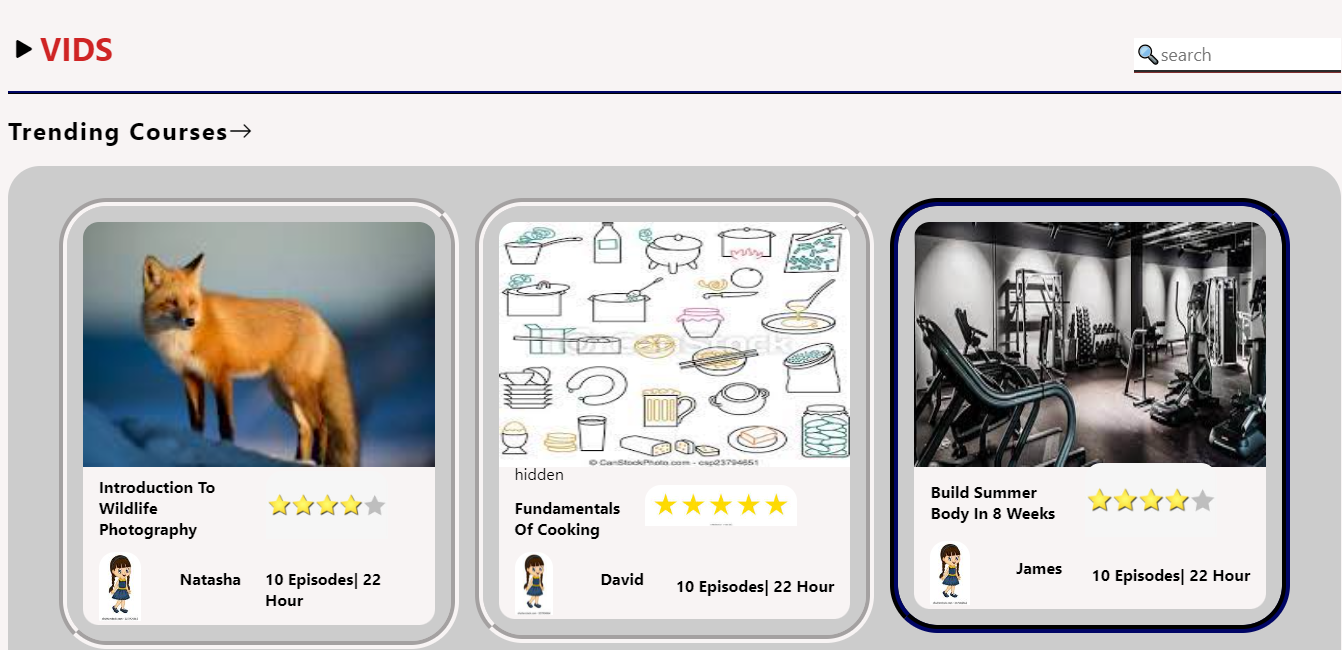 VIDS
search
Trending Courses→
CanStock
© CanStockPhoto.com - csp23794651
hidden
Introduction To
Wildlife
Photography
Fundamentals
Of Cooking
Build Summer
Body In 8 Weeks
Natasha
10 Episodes| 22
Hour
David
10 Episodes| 22 Hour
James
10 Episodes| 22 Hour